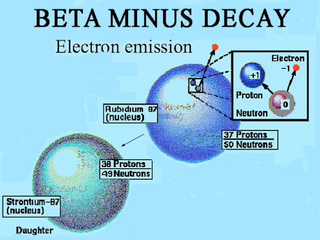 BETA MINUS DECAY
Electron emission
Electron
-1
+1
Proton
0
Neutron
Rubidium-87
(nucleus)
37 Protons
50 Neutrons
38 Protons
49 Neutrons
Strontium-87
(nucleus)
Daughter